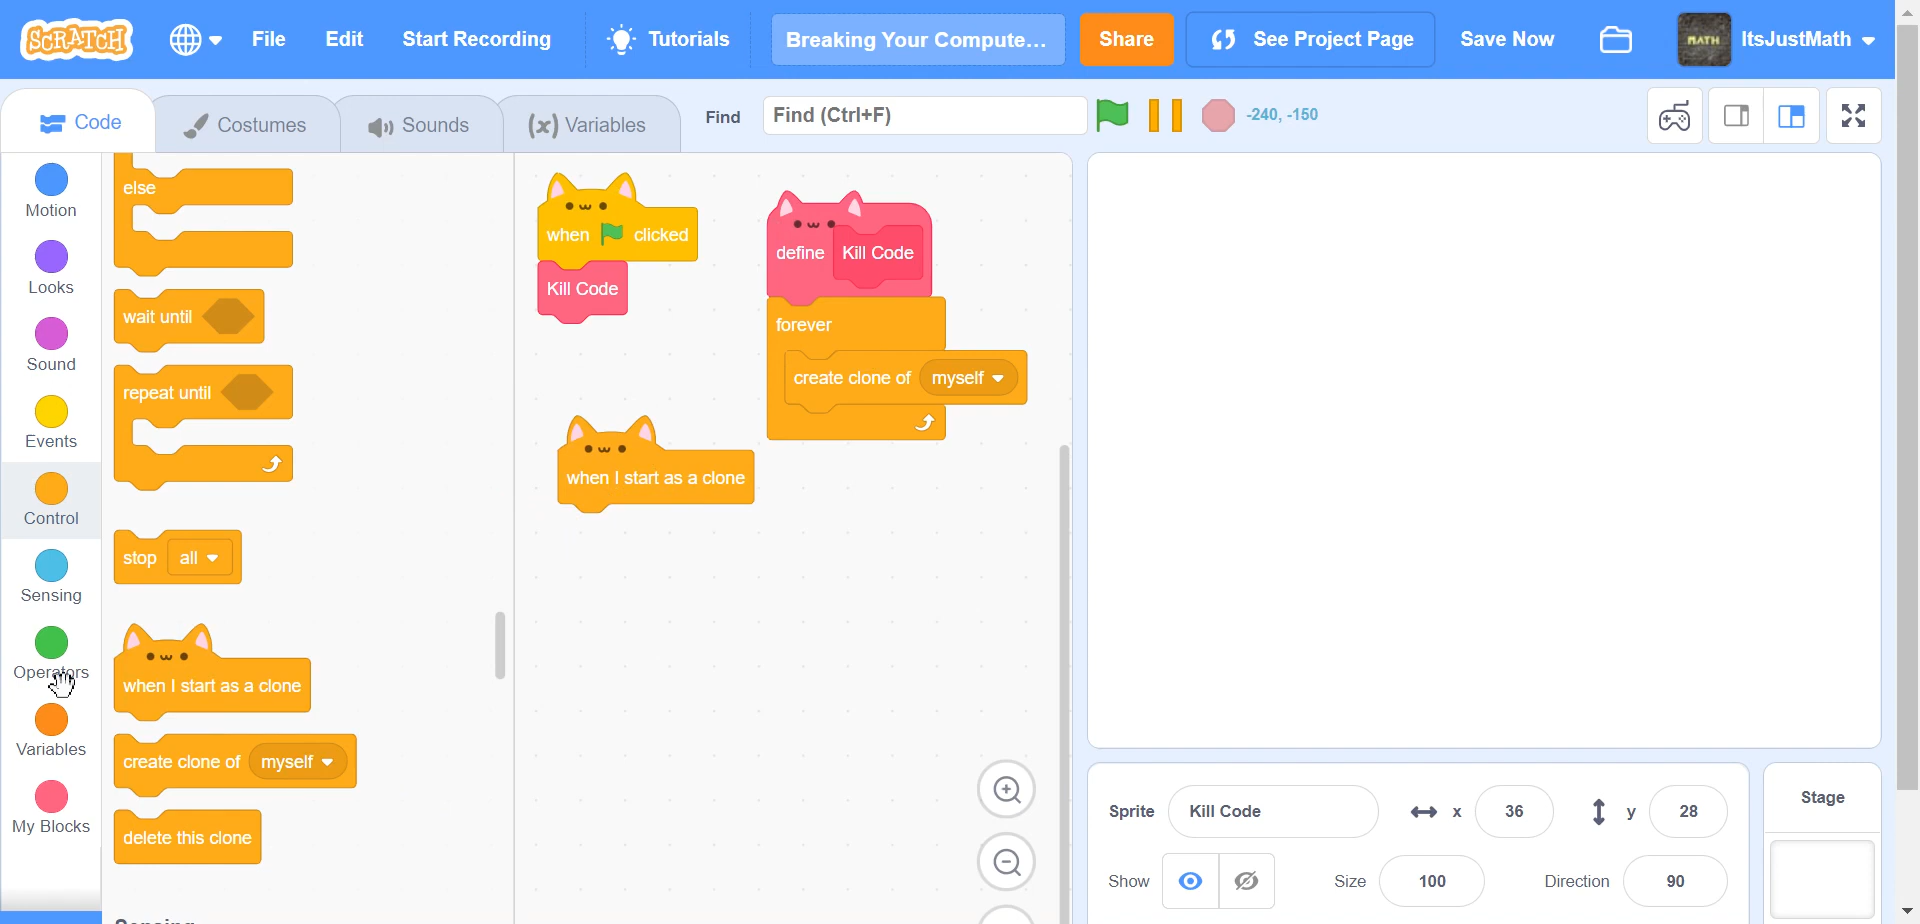 SCRATCH File Edit Start Recording Tutorials Breaking Your Compute... Share See Project Page Save Now MATH ItsJustMath
Code Costumes Sounds (x) Variables Find Find (Ctrl+F) -240, -150
Motion
Looks
Sound
Events
Control
Sensing
Operators
Variables
My Blocks
else
wait until
repeat until
stop all
when I start as a clone
create clone of myself
delete this clone
when clicked
Kill Code
define Kill Code
forever
create clone of myself
when I start as a clone
Sprite Kill Code x 36 y 28
Show Size 100 Direction 90
Stage